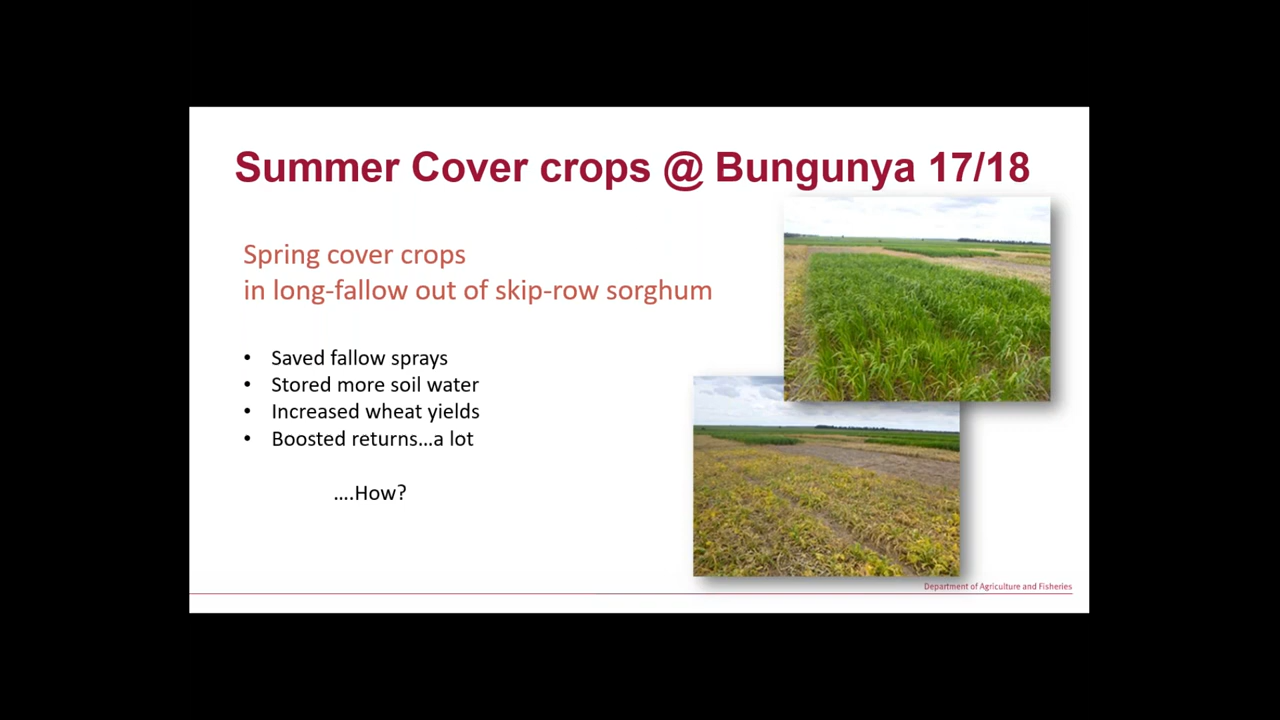 Summer Cover crops @ Bungunya 17/18
Spring cover crops
in long-fallow out of skip-row sorghum
• Saved fallow sprays
• Stored more soil water
• Increased wheat yields
• Boosted returns…a lot
….How?
Department of Agriculture and Fisheries